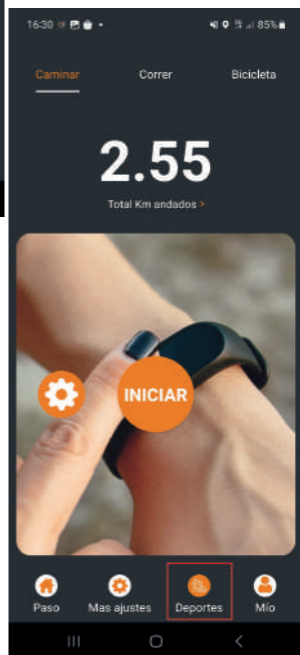 16:30 85%
Caminar Correr Bicicleta
2.55
Total Km andados >
INICIAR
Paso Mas ajustes Deportes Mío